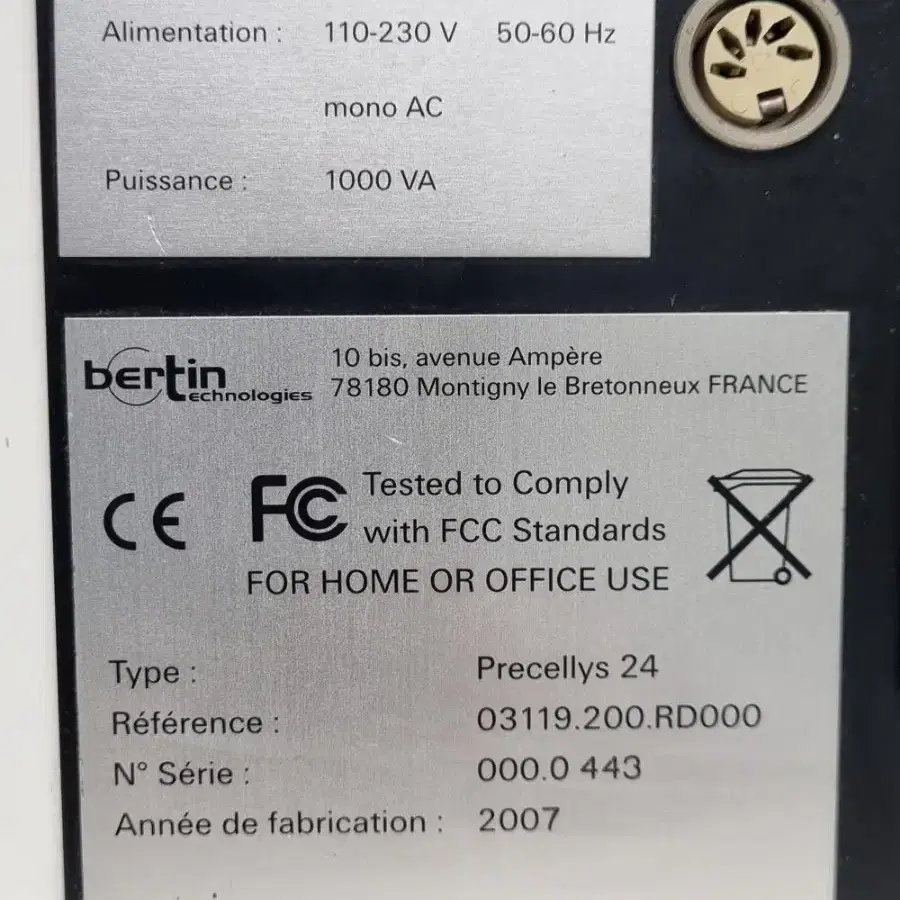 Alimentation : 110-230 V 50-60 Hz
mono AC
Puissance : 1000 VA
bertin technologies
10 bis, avenue Ampère
78180 Montigny le Bretonneux FRANCE
CE FC Tested to Comply
with FCC Standards
FOR HOME OR OFFICE USE
Type : Precellys 24
Référence : 03119.200.RD000
N° Série : 000.0 443
Année de fabrication : 2007